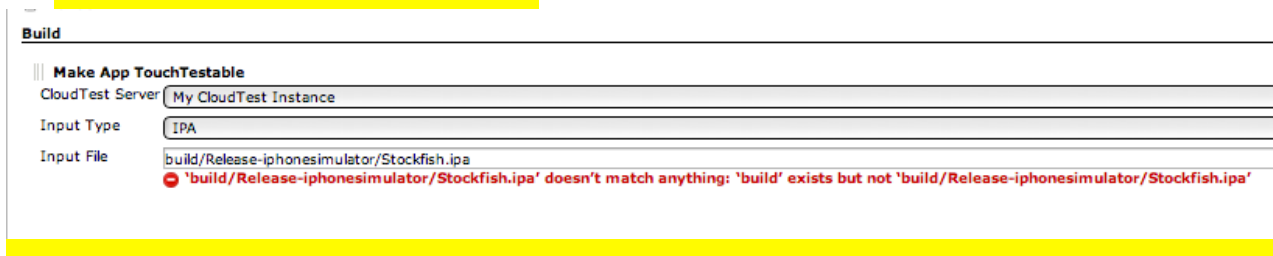 Build
Make App TouchTestable
CloudTest Server My CloudTest Instance
Input Type IPA
Input File build/Release-iphonesimulator/Stockfish.ipa
‘build/Release-iphonesimulator/Stockfish.ipa’ doesn’t match anything: ‘build’ exists but not ‘build/Release-iphonesimulator/Stockfish.ipa’